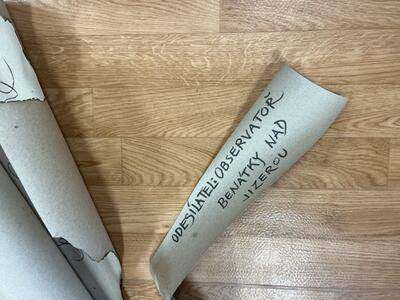 ODESÍLATEL: OBSERVATOŘ
BENÁTKY NAD
JIZEROU